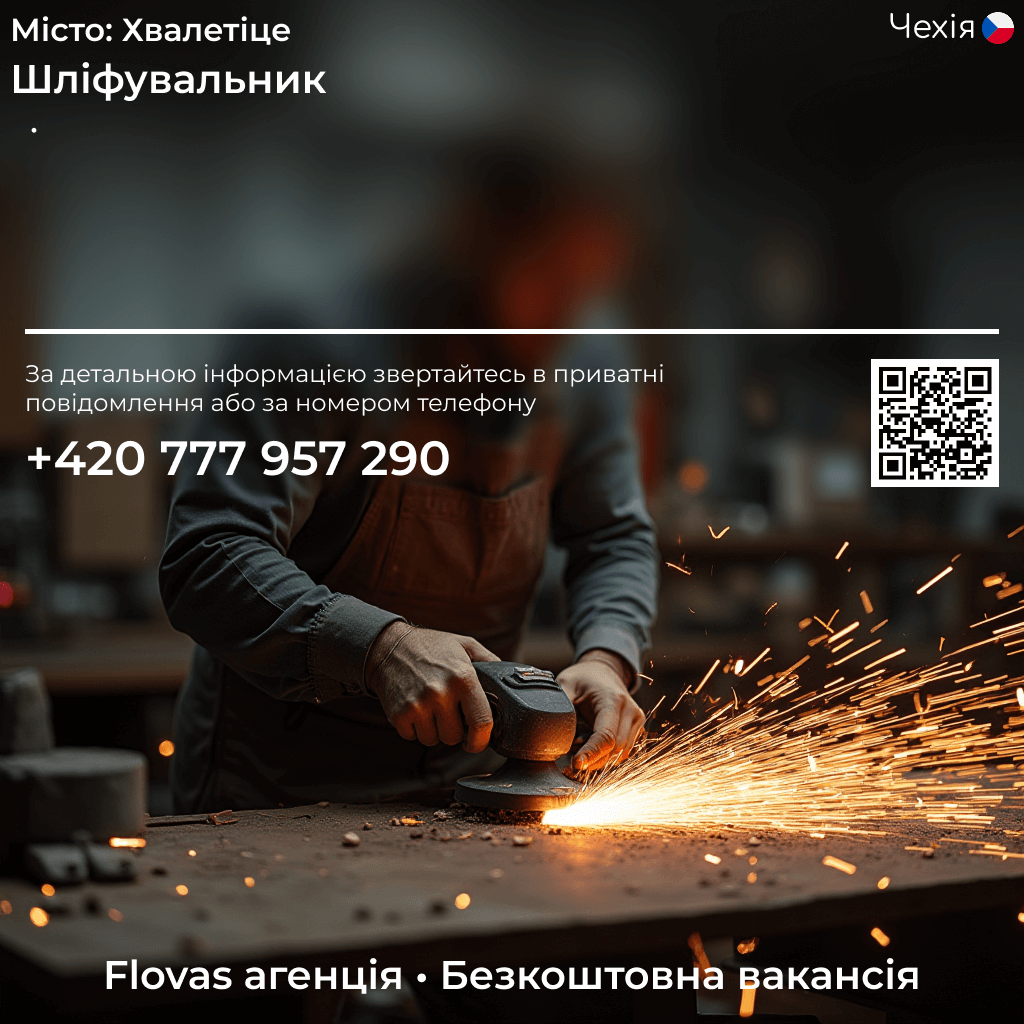 Місто: Хвалетіце
Чехія
Шліфувальник
.
За детальною інформацією звертайтесь в приватні
повідомлення або за номером телефону
+420 777 957 290
Flovas агенція • Безкоштовна вакансія